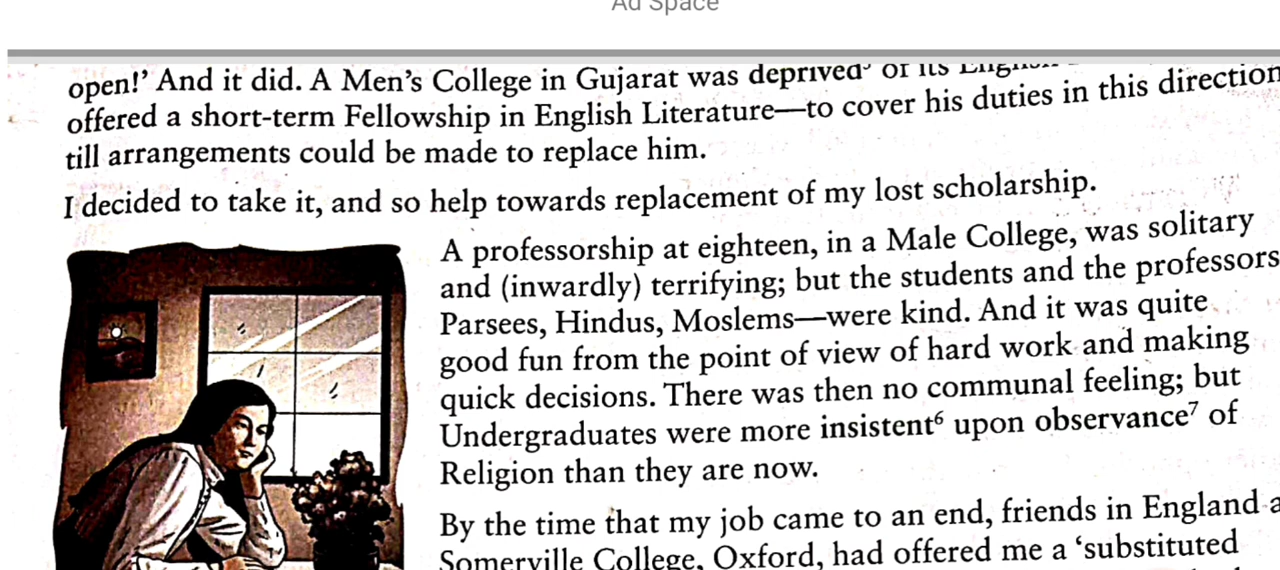 Ad Space
open!’ And it did. A Men’s College in Gujarat was deprived⁵ of its
offered a short-term Fellowship in English Literature—to cover his duties in this direction
till arrangements could be made to replace him.
I decided to take it, and so help towards replacement of my lost scholarship.
A professorship at eighteen, in a Male College, was solitary
and (inwardly) terrifying; but the students and the professors
Parsees, Hindus, Moslems—were kind. And it was quite
good fun from the point of view of hard work and making
quick decisions. There was then no communal feeling; but
Undergraduates were more insistent⁶ upon observance⁷ of
Religion than they are now.
By the time that my job came to an end, friends in England
Somerville College, Oxford, had offered me a ‘substituted